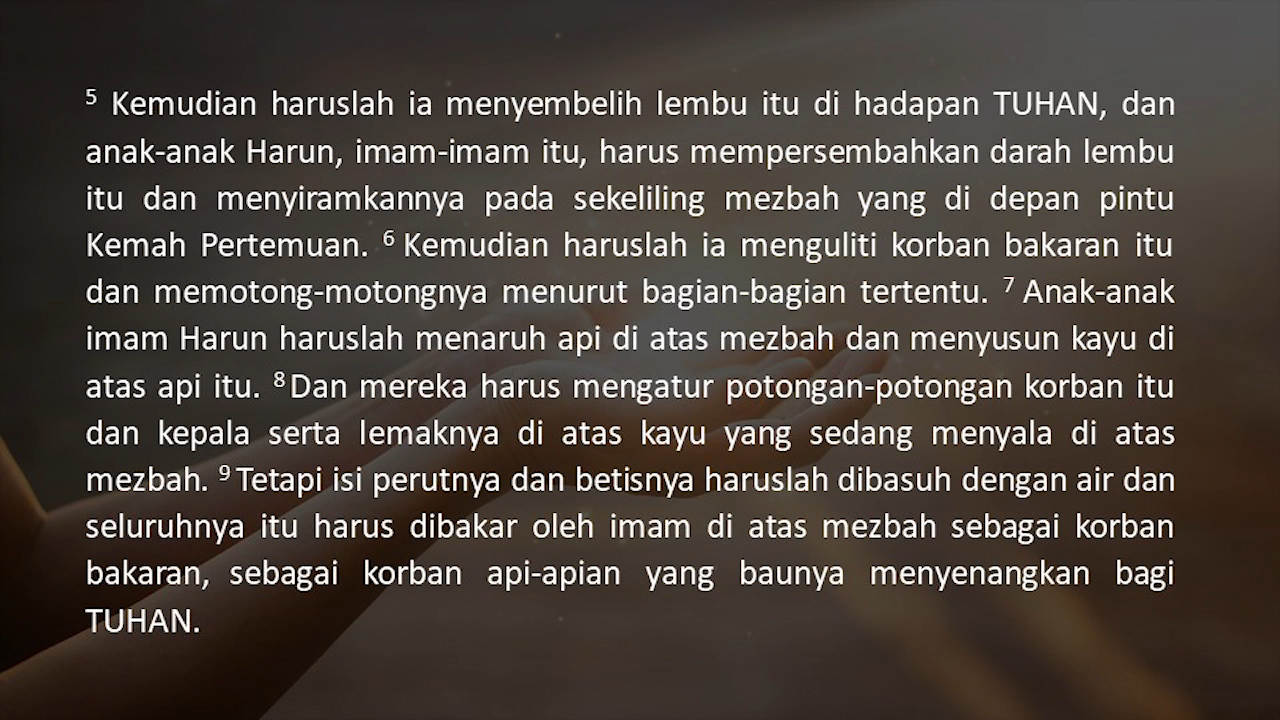 5 Kemudian haruslah ia menyembelih lembu itu di hadapan TUHAN, dan
anak-anak Harun, imam-imam itu, harus mempersembahkan darah lembu
itu dan menyiramkannya pada sekeliling mezbah yang di depan pintu
Kemah Pertemuan. 6 Kemudian haruslah ia menguliti korban bakaran itu
dan memotong-motongnya menurut bagian-bagian tertentu. 7 Anak-anak
imam Harun haruslah menaruh api di atas mezbah dan menyusun kayu di
atas api itu. 8 Dan mereka harus mengatur potongan-potongan korban itu
dan kepala serta lemaknya di atas kayu yang sedang menyala di atas
mezbah. 9 Tetapi isi perutnya dan betisnya haruslah dibasuh dengan air dan
seluruhnya itu harus dibakar oleh imam di atas mezbah sebagai korban
bakaran, sebagai korban api-apian yang baunya menyenangkan bagi
TUHAN.